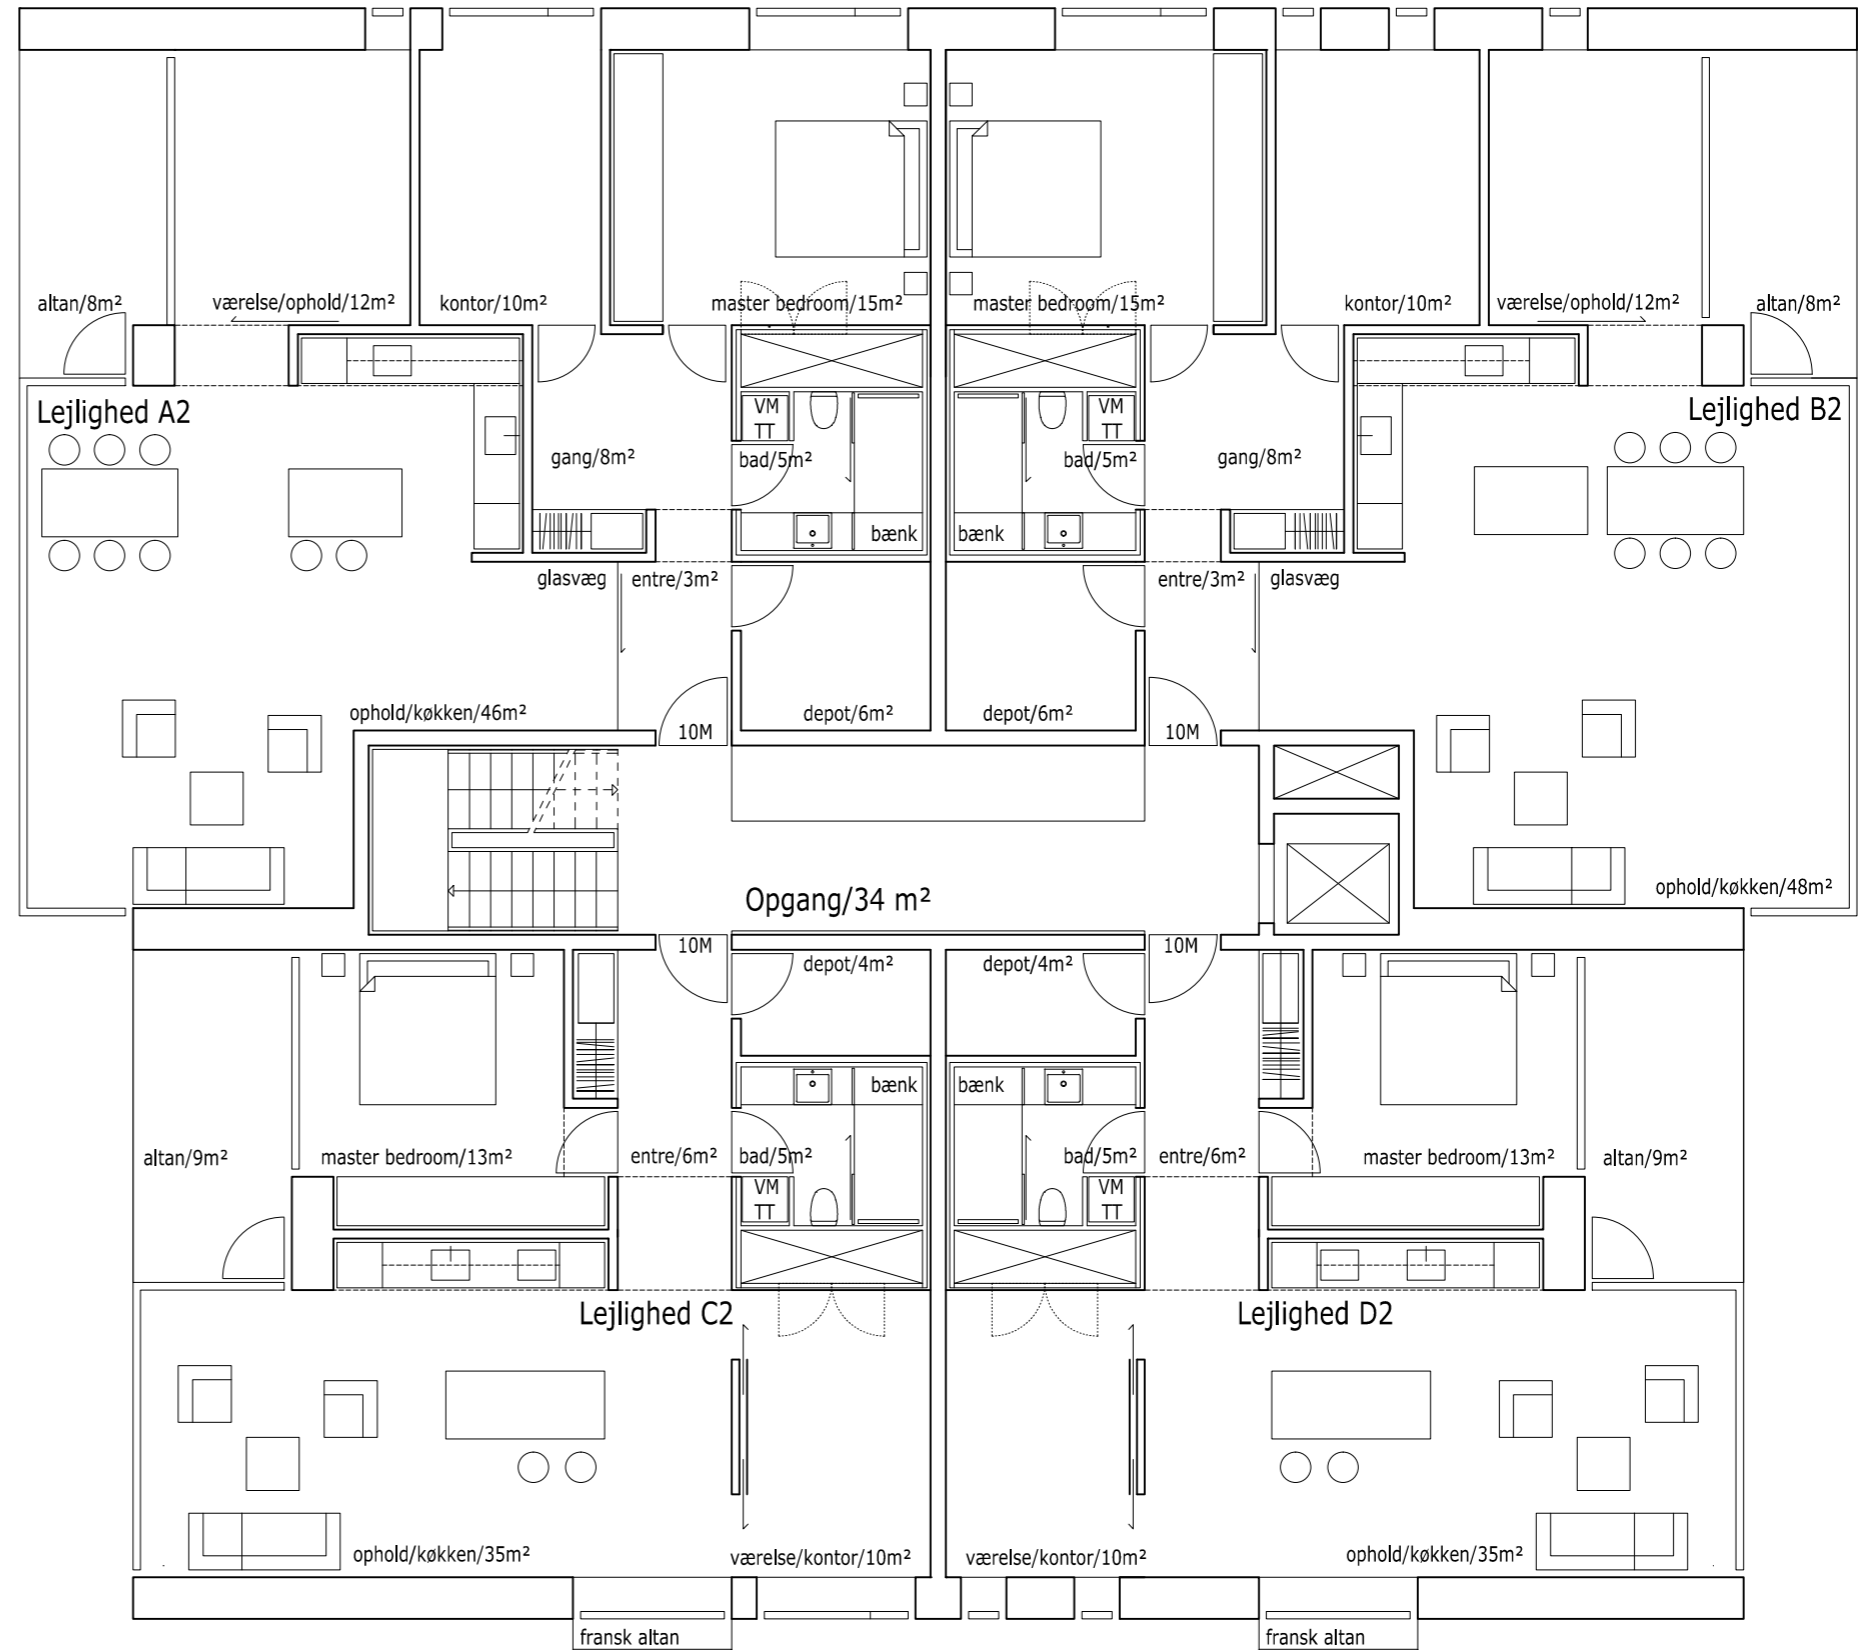 altan/8m²
værelse/ophold/12m²
kontor/10m²
master bedroom/15m²
master bedroom/15m²
kontor/10m²
værelse/ophold/12m²
altan/8m²
Lejlighed A2
VM
TT
VM
TT
Lejlighed B2
gang/8m²
bad/5m²
bad/5m²
gang/8m²
bænk
bænk
glasvæg
entre/3m²
entre/3m²
glasvæg
ophold/køkken/46m²
10M
depot/6m²
depot/6m²
10M
Opgang/34 m²
ophold/køkken/48m²
10M
depot/4m²
depot/4m²
10M
bænk
bænk
altan/9m²
master bedroom/13m²
entre/6m²
bad/5m²
bad/5m²
entre/6m²
master bedroom/13m²
altan/9m²
VM
TT
VM
TT
Lejlighed C2
Lejlighed D2
ophold/køkken/35m²
værelse/kontor/10m²
værelse/kontor/10m²
ophold/køkken/35m²
fransk altan
fransk altan